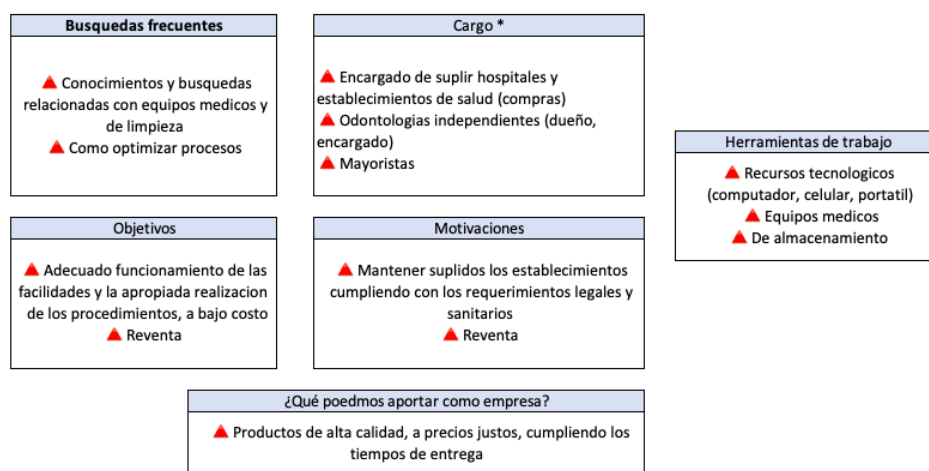 Busquedas frecuentes
Conocimientos y busquedas
relacionadas con equipos medicos y
de limpieza
Como optimizar procesos
Cargo *
Encargado de suplir hospitales y
establecimientos de salud (compras)
Odontologias independientes (dueño,
encargado)
Mayoristas
Herramientas de trabajo
Recursos tecnologicos
(computador, celular, portatil)
Equipos medicos
De almacenamiento
Objetivos
Adecuado funcionamiento de las
facilidades y la apropiada realizacion
de los procedimientos, a bajo costo
Reventa
Motivaciones
Mantener suplidos los establecimientos
cumpliendo con los requerimientos legales y
sanitarios
Reventa
¿Qué poedmos aportar como empresa?
Productos de alta calidad, a precios justos, cumpliendo los
tiempos de entrega